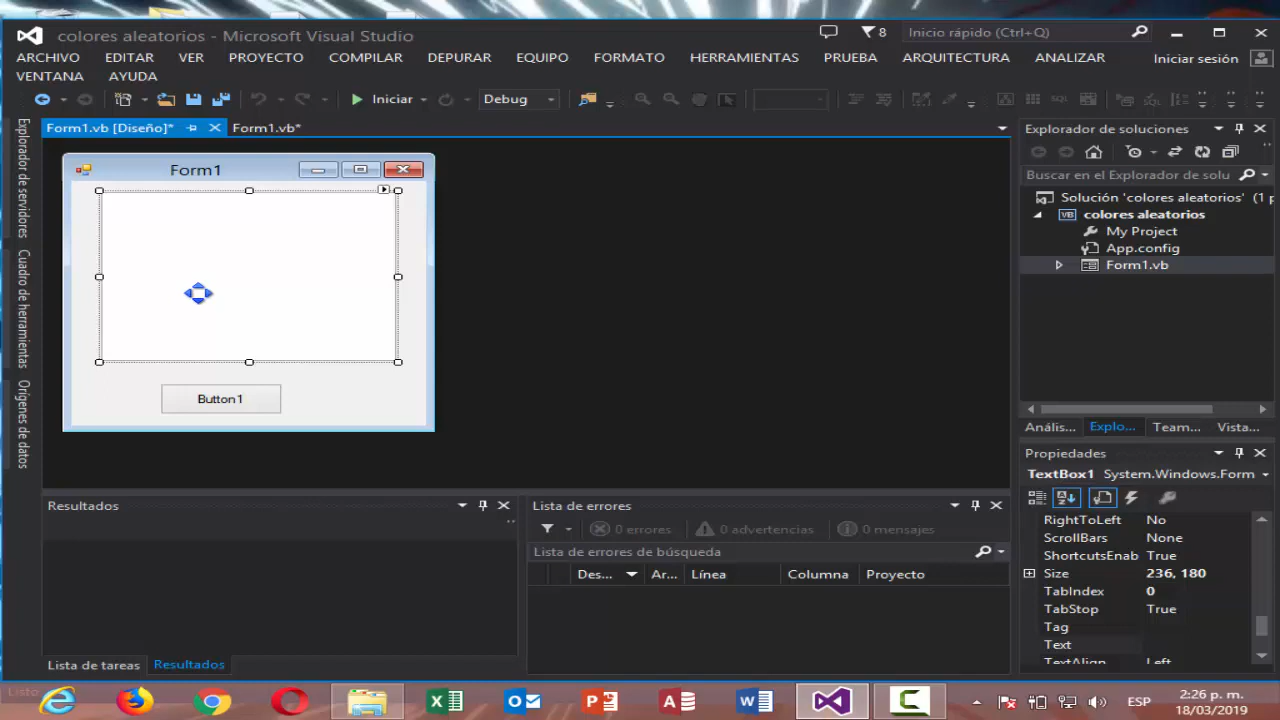 colores aleatorios - Microsoft Visual Studio
8
Inicio rápido (Ctrl+Q)
ARCHIVO EDITAR VER PROYECTO COMPILAR DEPURAR EQUIPO FORMATO HERRAMIENTAS PRUEBA ARQUITECTURA ANALIZAR Iniciar sesión
VENTANA AYUDA
Iniciar Debug
Explorador de servidores
Cuadro de herramientas
Orígenes de datos
Form1.vb [Diseño]* Form1.vb*
Form1
Button1
Explorador de soluciones
Buscar en el Explorador de solu
Solución 'colores aleatorios' (1 p
colores aleatorios
My Project
App.config
Form1.vb
Anális... Explo... Team... Vista...
Propiedades
TextBox1 System.Windows.Form
RightToLeft No
ScrollBars None
ShortcutsEnab True
Size 236, 180
TabIndex 0
TabStop True
Tag
Text
TextAlign Left
Resultados
Lista de tareas Resultados
Lista de errores
0 errores 0 advertencias 0 mensajes
Lista de errores de búsqueda
Des... Ar... Línea Columna Proyecto
Listo
ESP
2:26 p. m.
18/03/2019